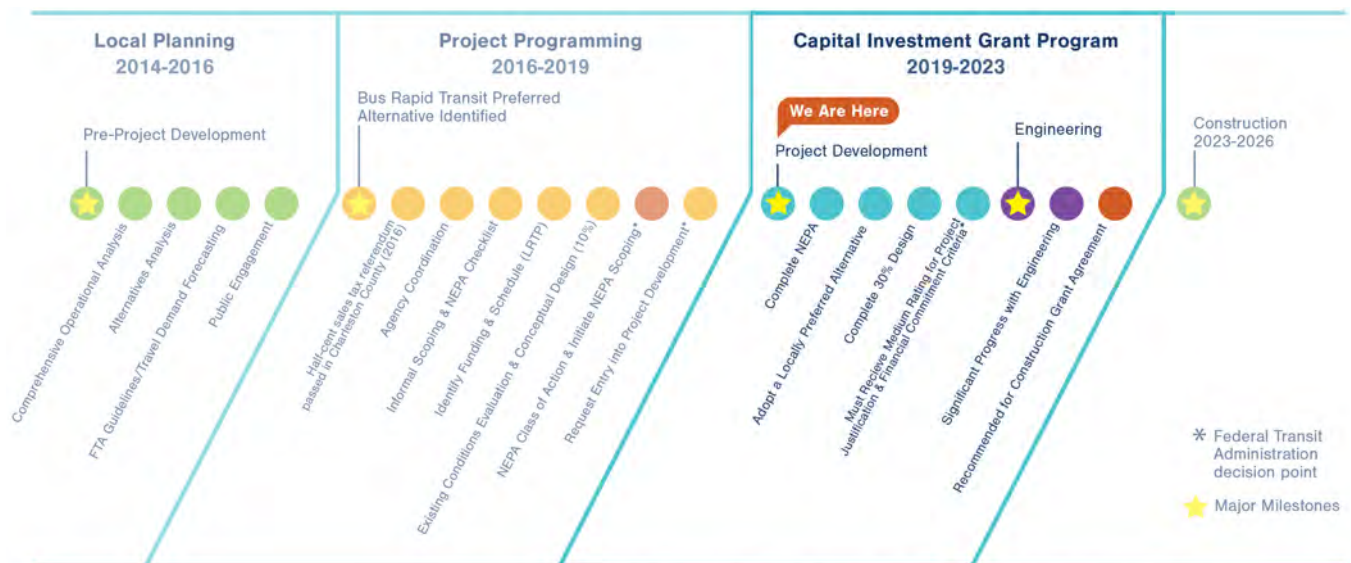 Local Planning
2014-2016
Pre-Project Development
Comprehensive Operational Analysis
Alternatives Analysis
FTA Guidelines/Travel Demand Forecasting
Public Engagement
Project Programming
2016-2019
Bus Rapid Transit Preferred
Alternative Identified
Half-cent sales tax referendum
passed in Charleston County (2016)
Agency Coordination
Informal Scoping & NEPA Checklist
Identify Funding & Schedule (LRTP)
Existing Conditions Evaluation & Conceptual Design (10%)
NEPA Class of Action & Initiate NEPA Scoping*
Request Entry into Project Development*
Capital Investment Grant Program
2019-2023
We Are Here
Project Development
Complete NEPA
Adopt a Locally Preferred Alternative
Complete 30% Design
Must Recieve Medium Rating for Project
Justification & Financial Commitment Criteria*
Engineering
Significant Progress with Engineering
Recommended for Construction Grant Agreement
Construction
2023-2026
* Federal Transit
Administration
decision point
Major Milestones